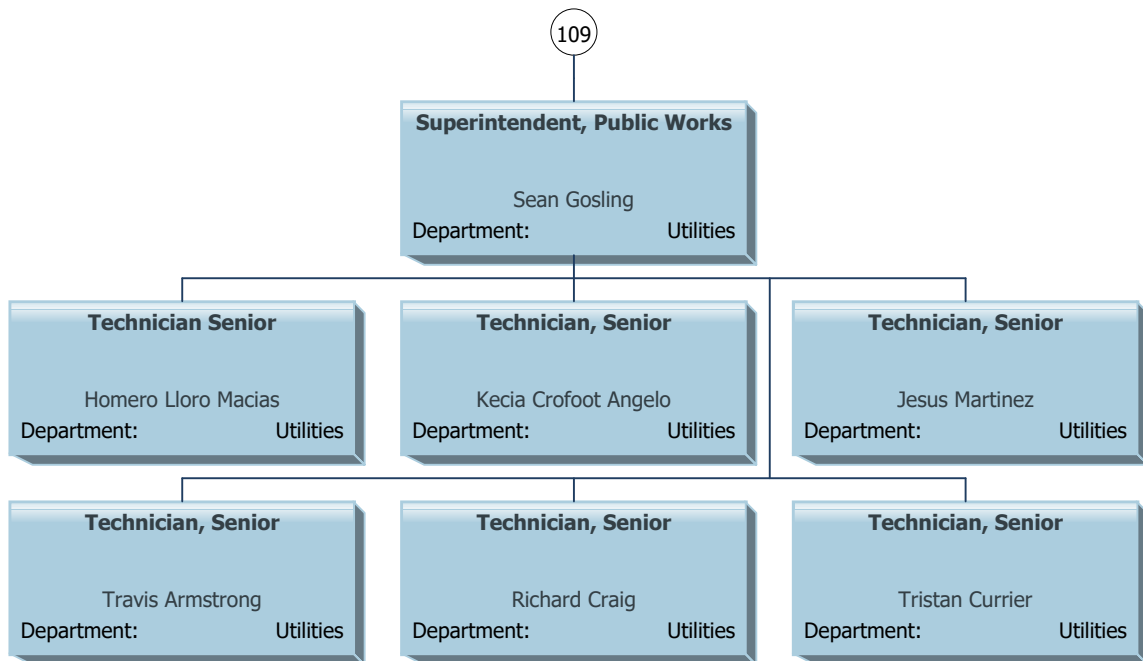 109
Superintendent, Public Works
Sean Gosling
Department: Utilities
Technician Senior
Homero Lloro Macias
Department: Utilities
Technician, Senior
Kecia Crofoot Angelo
Department: Utilities
Technician, Senior
Jesus Martinez
Department: Utilities
Technician, Senior
Travis Armstrong
Department: Utilities
Technician, Senior
Richard Craig
Department: Utilities
Technician, Senior
Tristan Currier
Department: Utilities